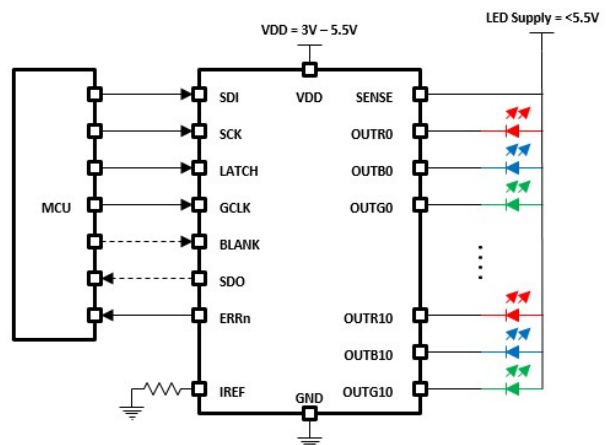 LED Supply = <5.5V
VDD = 3V – 5.5V
SDI
VDD
SENSE
SCK
OUTR0
LATCH
OUTB0
MCU
GCLK
OUTG0
BLANK
SDO
ERRn
OUTR10
OUTB10
IREF
GND
OUTG10